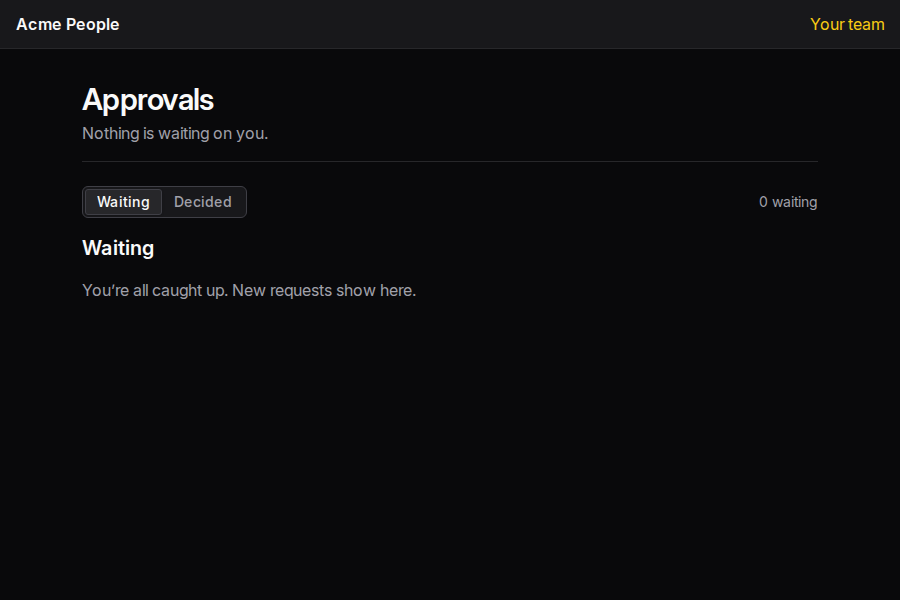 Acme People
Your team
Approvals
Nothing is waiting on you.
Waiting
Decided
0 waiting
Waiting
You’re all caught up. New requests show here.